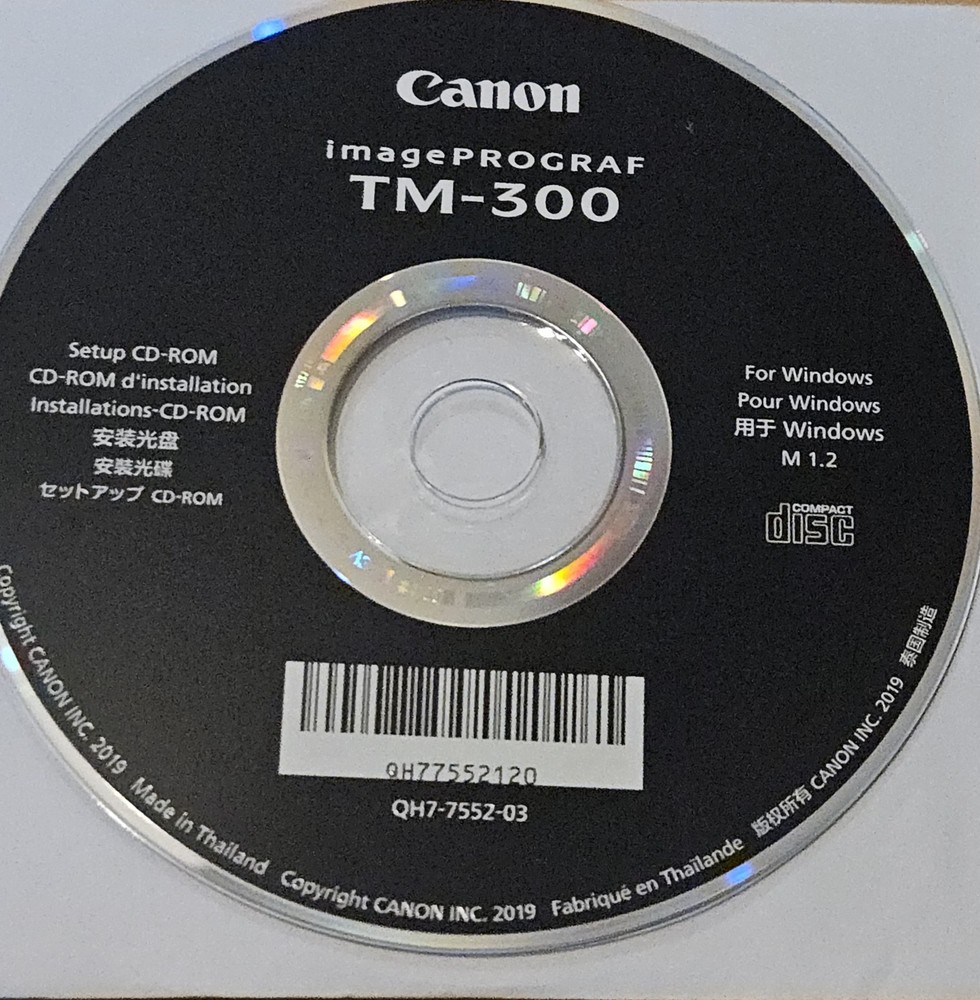 Canon
imagePROGRAF
TM-300
Setup CD-ROM
CD-ROM d'installation
Installations-CD-ROM
安装光盘
安裝光碟
セットアップ CD-ROM
For Windows
Pour Windows
用于 Windows
M 1.2
COMPACT
disc
QH77552120
QH7-7552-03
Copyright CANON INC. 2019 Made in Thailand Copyright CANON INC. 2019 Fabriqué en Thaïlande 版权所有 CANON INC. 2019 泰国制造